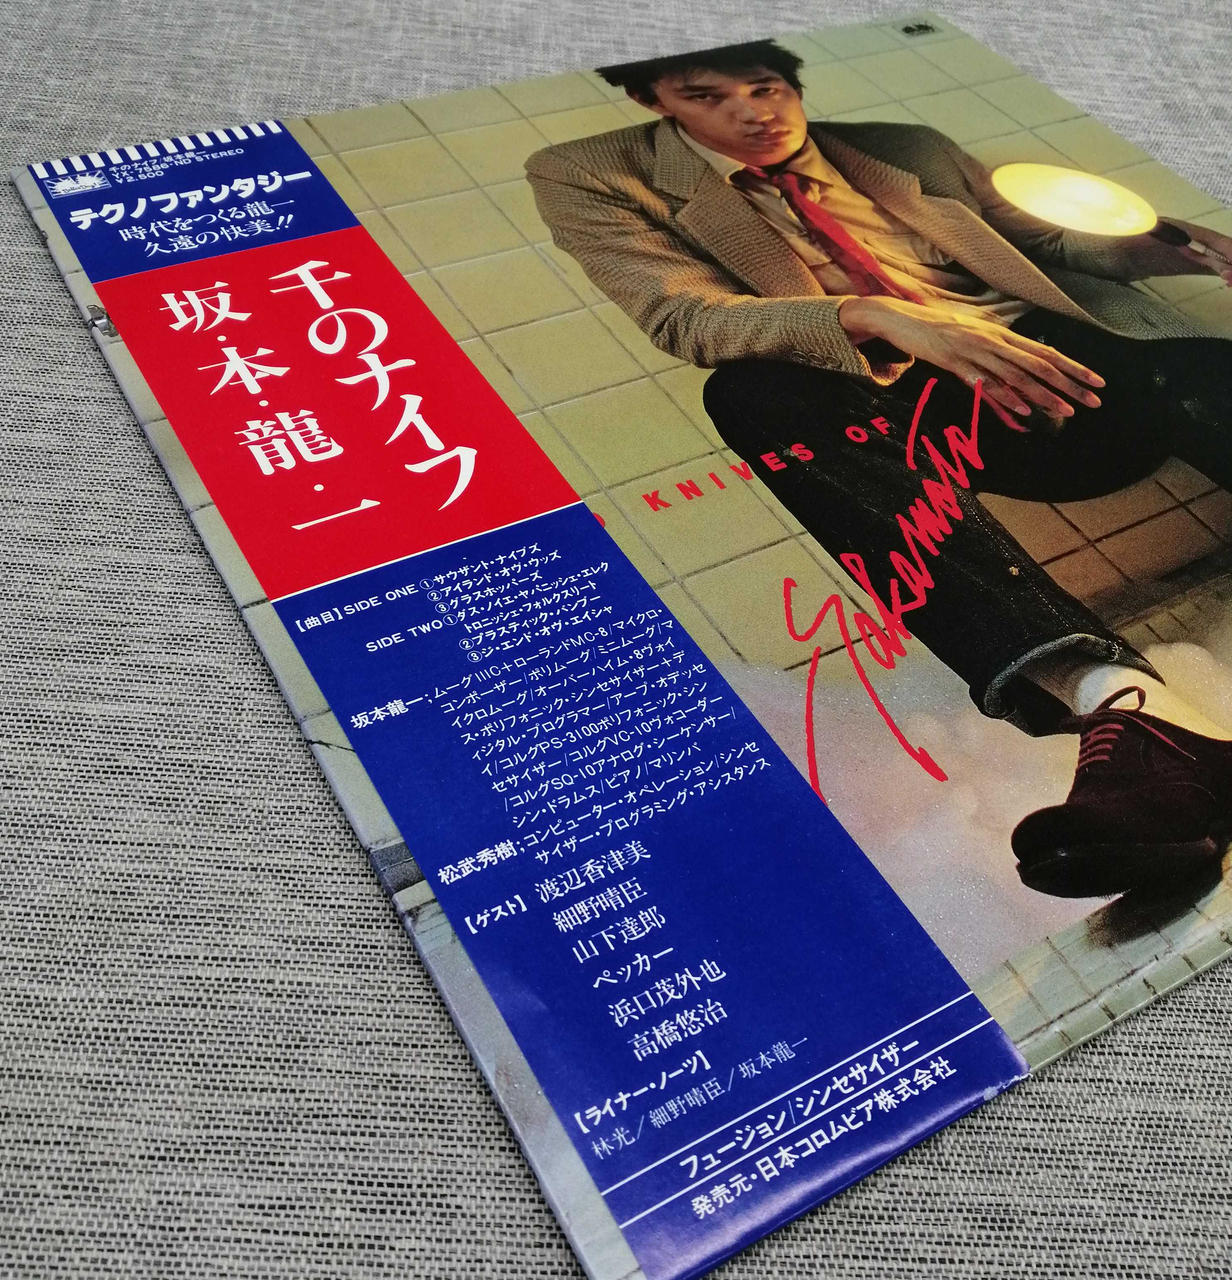 千のナイフ/坂本龍一
YX-7586-ND STEREO
¥2,500
Better Days
テクノファンタジー
時代をつくる龍一
久遠の快美!!
千のナイフ
坂・本・龍・一
【曲目】SIDE ONE ①サウザント・ナイフズ
②アイランド・オヴ・ウッズ
③グラスホッパーズ
SIDE TWO ①ダス・ノイエ・ヤパニッシェ・エレク
トロニッシェ・フォルクスリート
②プラスティック・バンブー
③ジ・エンド・オヴ・エイシャ
坂本龍一;ムーグIIIC+ローランドMC-8/マイクロ・
コンポーザー/ポリムーグ/ミニムーグ/マ
イクロムーグ/オーバーハイム・8ヴォイ
ス・ポリフォニック・シンセサイザー+デ
ィジタル・プログラマー/アープ・オデッセ
イ/コルグPS-3100ポリフォニック・シン
セサイザー/コルグVC-10ヴォコーダー
/コルグSQ-10アナログ・シーケンサー/
シン・ドラムス/ピアノ/マリンバ
松武秀樹;コンピューター・オペレーション/シンセ
サイザー・プログラミング・アシスタンス
【ゲスト】渡辺香津美
細野晴臣
山下達郎
ペッカー
浜口茂外也
高橋悠治
【ライナー・ノーツ】
林光/細野晴臣/坂本龍一
フュージョン/シンセサイザー
発売元・日本コロムビア株式会社
KNIVES OF
Sakamoto